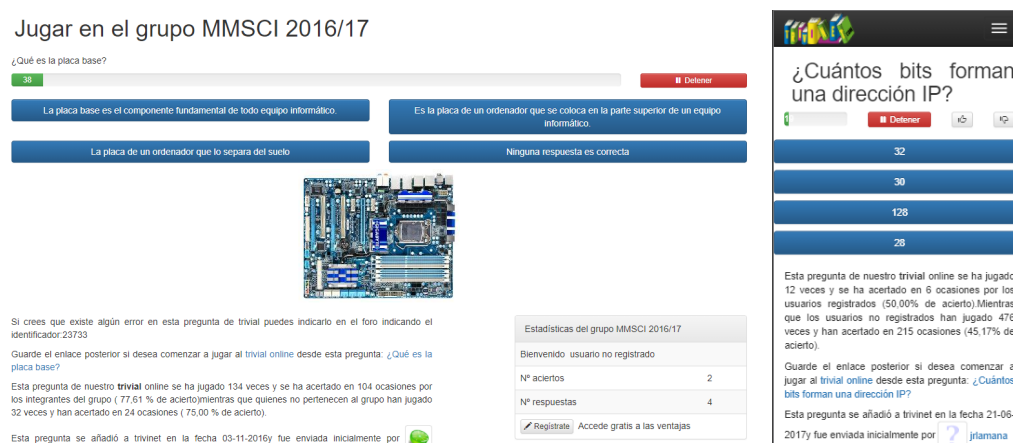 Jugar en el grupo MMSCI 2016/17
¿Qué es la placa base?
38
Detener
La placa base es el componente fundamental de todo equipo informático.
Es la placa de un ordenador que se coloca en la parte superior de un equipo
informático.
La placa de un ordenador que lo separa del suelo
Ninguna respuesta es correcta
Si crees que existe algún error en esta pregunta de trivial puedes indicarlo en el foro indicando el
identificador:23733
Guarde el enlace posterior si desea comenzar a jugar al trivial online desde esta pregunta: ¿Qué es la
placa base?
Esta pregunta de nuestro trivial online se ha jugado 134 veces y se ha acertado en 104 ocasiones por
los integrantes del grupo ( 77,61 % de acierto)mientras que quienes no pertenecen al grupo han jugado
32 veces y han acertado en 24 ocasiones ( 75,00 % de acierto).
Esta pregunta se añadió a trivinet en la fecha 03-11-2016y fue enviada inicialmente por
Estadísticas del grupo MMSCI 2016/17
Bienvenido usuario no registrado
Nº aciertos 2
Nº respuestas 4
Regístrate Accede gratis a las ventajas
¿Cuántos bits forman
una dirección IP?
Detener
32
30
128
28
Esta pregunta de nuestro trivial online se ha jugado
12 veces y se ha acertado en 6 ocasiones por los
usuarios registrados (50,00% de acierto).Mientras
que los usuarios no registrados han jugado 476
veces y han acertado en 215 ocasiones (45,17% de
acierto).
Guarde el enlace posterior si desea comenzar a
jugar al trivial online desde esta pregunta: ¿Cuántos
bits forman una dirección IP?
Esta pregunta se añadió a trivinet en la fecha 21-06-
2017y fue enviada inicialmente por ? jrlamana